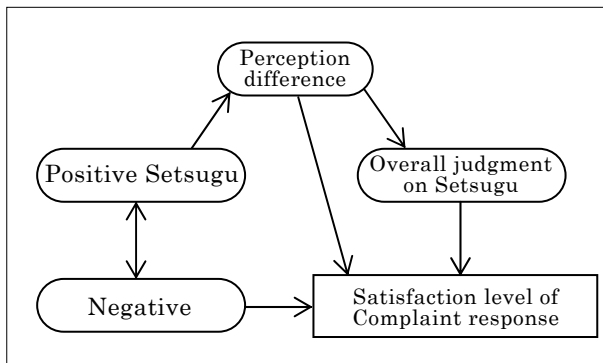 Perception
difference
Positive Setsugu
Overall judgment
on Setsugu
Negative
Satisfaction level of
Complaint response